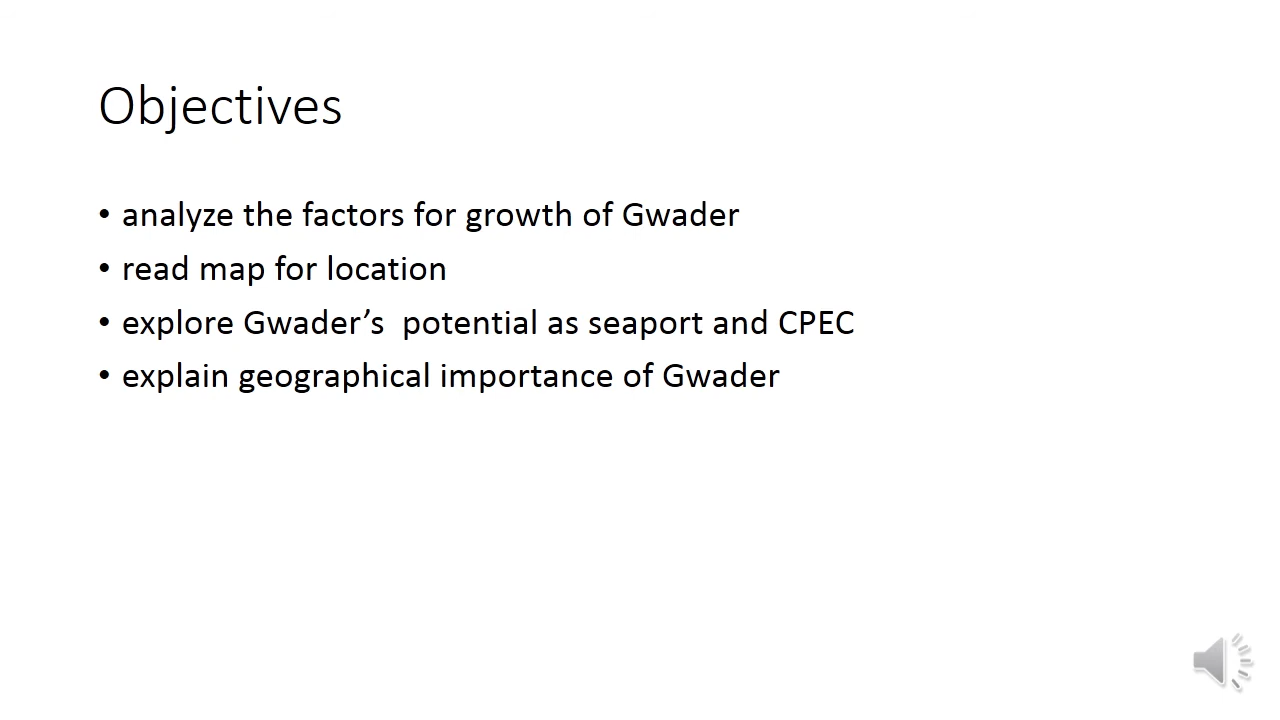 Objectives
• analyze the factors for growth of Gwader
• read map for location
• explore Gwader’s  potential as seaport and CPEC
• explain geographical importance of Gwader